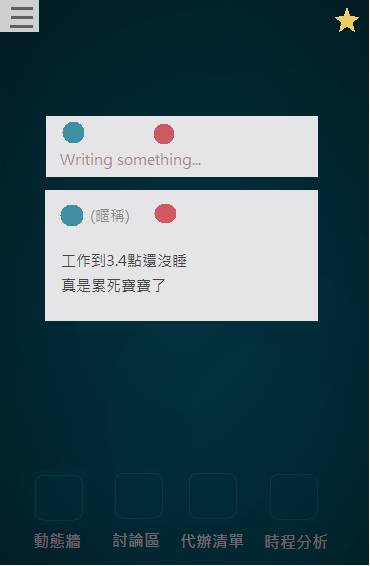 Writing something...
(暱稱)
工作到3.4點還沒睡
真是累死寶寶了
動態牆 討論區 代辦清單 時程分析